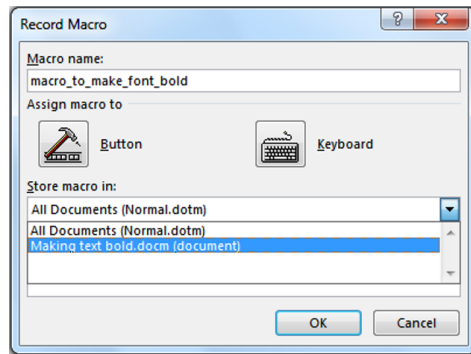 Record Macro
Macro name:
macro_to_make_font_bold
Assign macro to
Button
Keyboard
Store macro in:
All Documents (Normal.dotm)
All Documents (Normal.dotm)
Making text bold.docm (document)
OK
Cancel